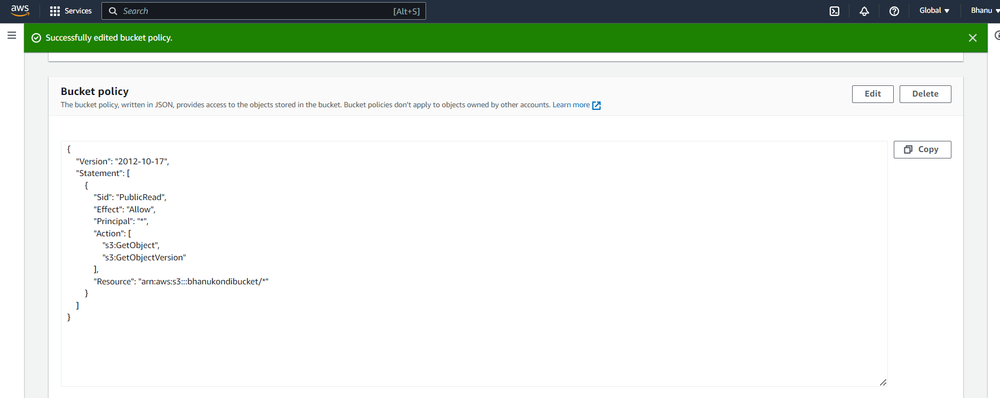 aws Services Search [Alt+S] Global Bhanu
Successfully edited bucket policy.
Bucket policy
Edit Delete
The bucket policy, written in JSON, provides access to the objects stored in the bucket. Bucket policies don't apply to objects owned by other accounts. Learn more
Copy
{
"Version": "2012-10-17",
"Statement": [
{
"Sid": "PublicRead",
"Effect": "Allow",
"Principal": "*",
"Action": [
"s3:GetObject",
"s3:GetObjectVersion"
],
"Resource": "arn:aws:s3:::bhanukondibucket/*"
}
]
}